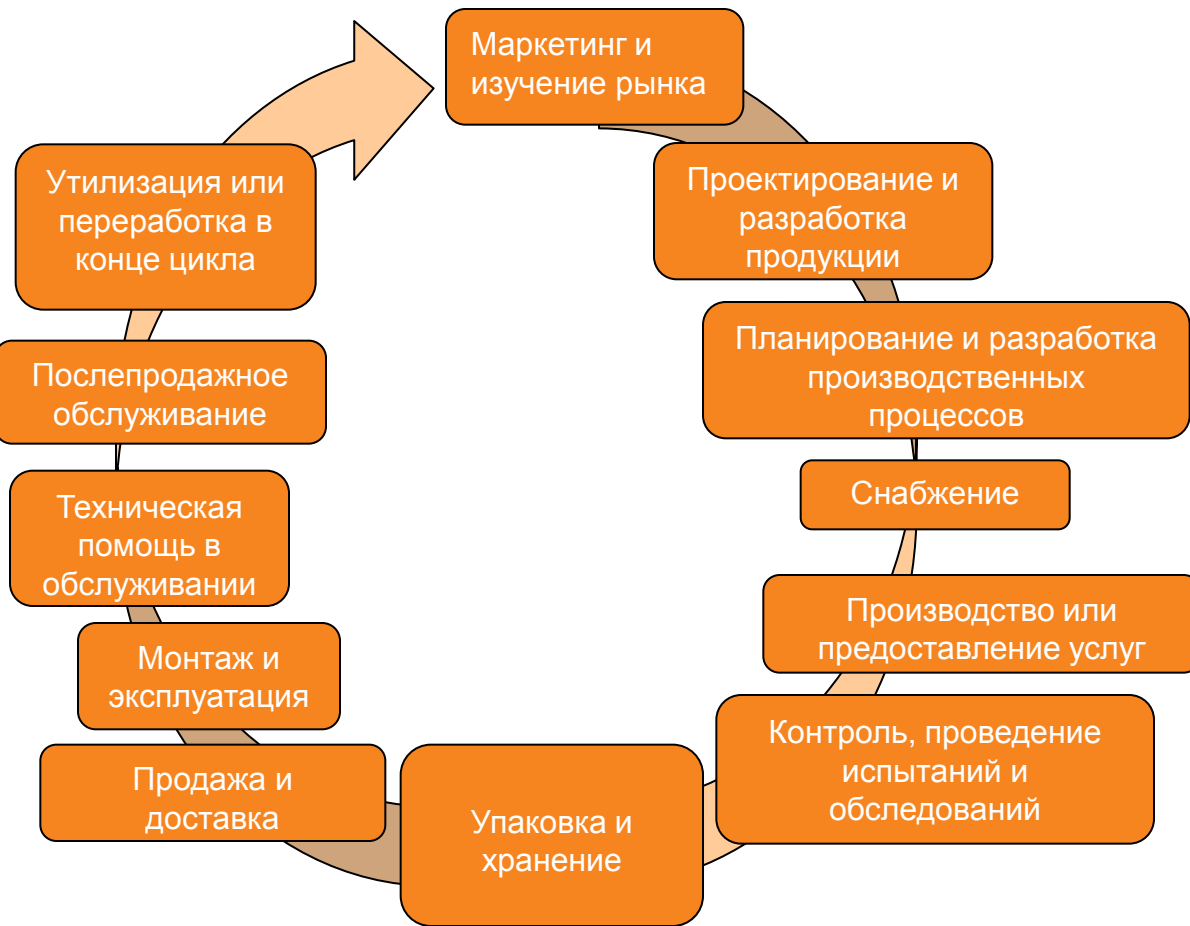 Маркетинг и
изучение рынка
Проектирование и
разработка
продукции
Планирование и разработка
производственных
процессов
Снабжение
Производство или
предоставление услуг
Контроль, проведение
испытаний и
обследований
Упаковка и
хранение
Продажа и
доставка
Монтаж и
эксплуатация
Техническая
помощь в
обслуживании
Послепродажное
обслуживание
Утилизация или
переработка в
конце цикла